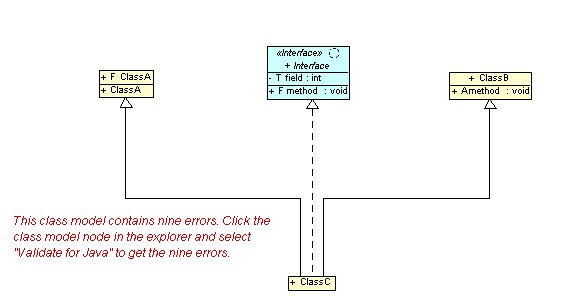 «Interface»
+ Interface
- T field : int
+ F method : void
+ F ClassA
+ ClassA
+ ClassB
+ Amethod : void
This class model contains nine errors. Click the
class model node in the explorer and select
"Validate for Java" to get the nine errors.
+ ClassC